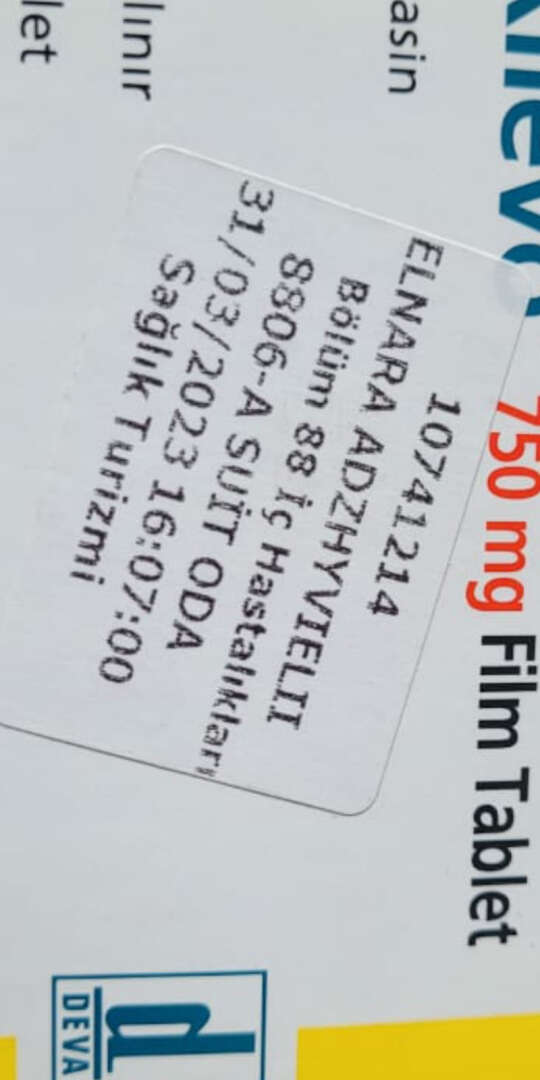 750 mg Film Tablet
asin
lınır
let
10741214
ELNARA ADZHYVIELII
Bölüm 88 İç Hastalıkları
8806-A SUİT ODA
31/03/2023 16:07:00
Sağlık Turizmi
d
DEVA